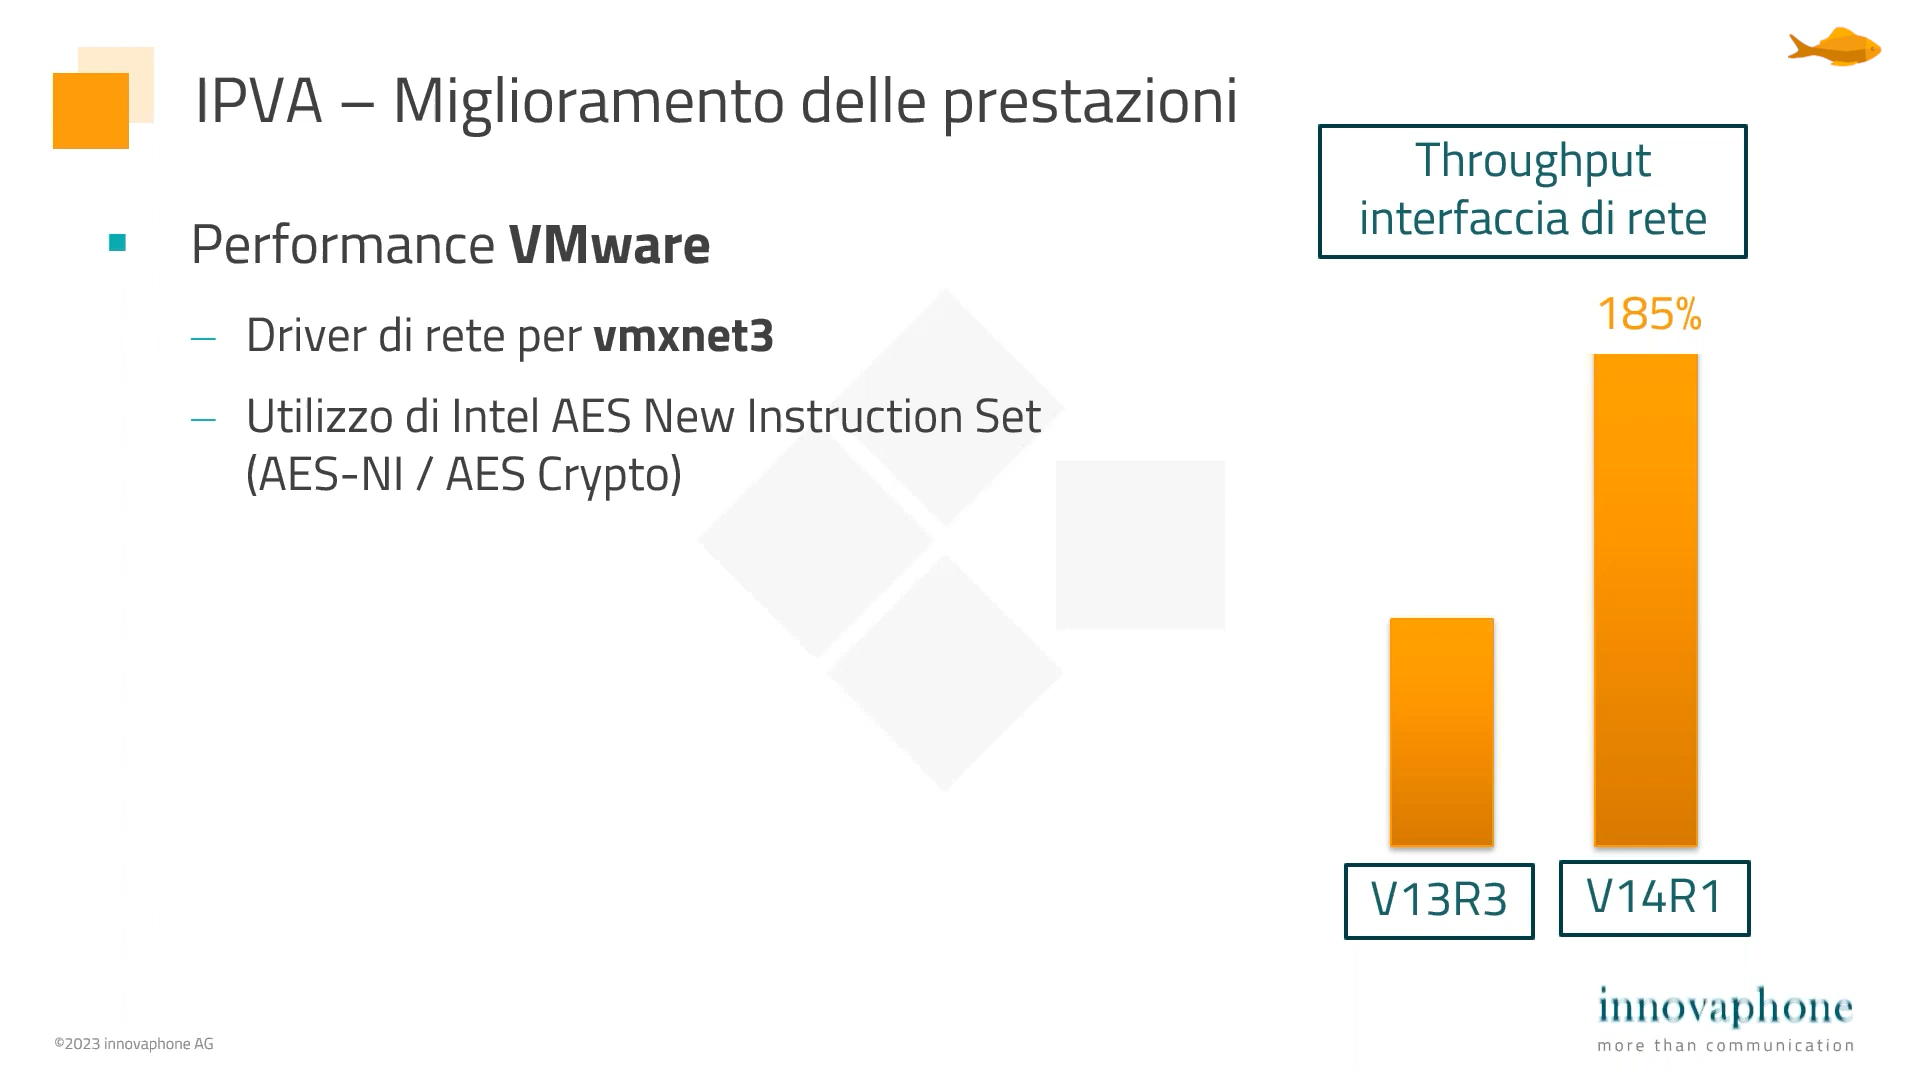 IPVA – Miglioramento delle prestazioni
Performance VMware
– Driver di rete per vmxnet3
– Utilizzo di Intel AES New Instruction Set
(AES-NI / AES Crypto)
Throughput
interfaccia di rete
185%
V13R3
V14R1
innovaphone
more than communication
©2023 innovaphone AG